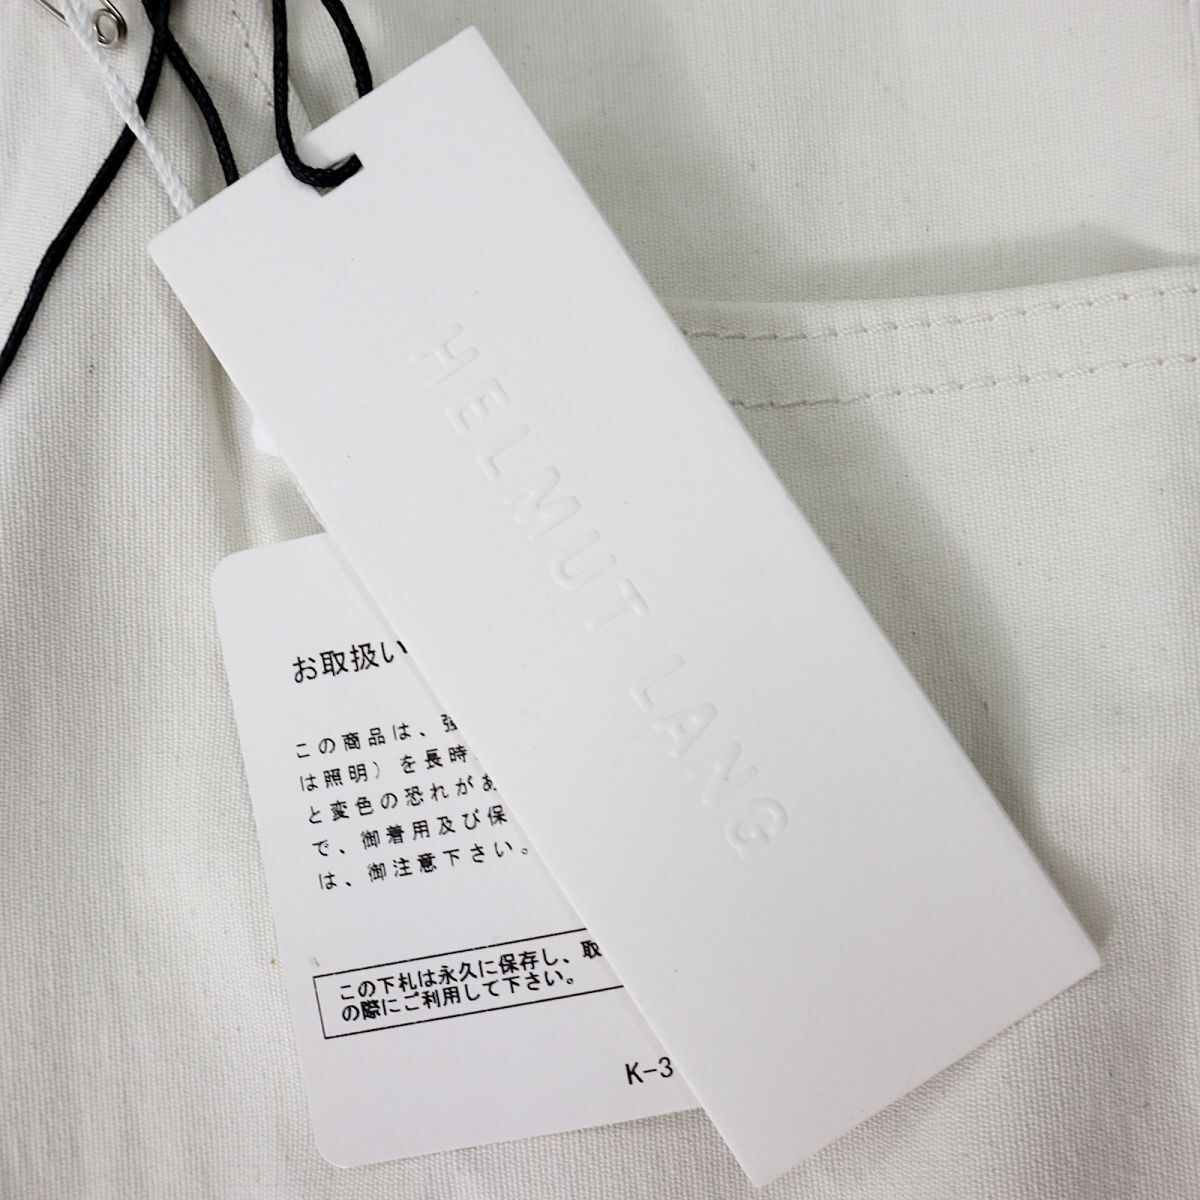 HELMUT LANG
お取扱い
この商品は、強
は照明）を長時
と変色の恐れがあ
で、御着用及び保
は、御注意下さい。
この下札は永久に保存し、取
の際にご利用して下さい。
K-3